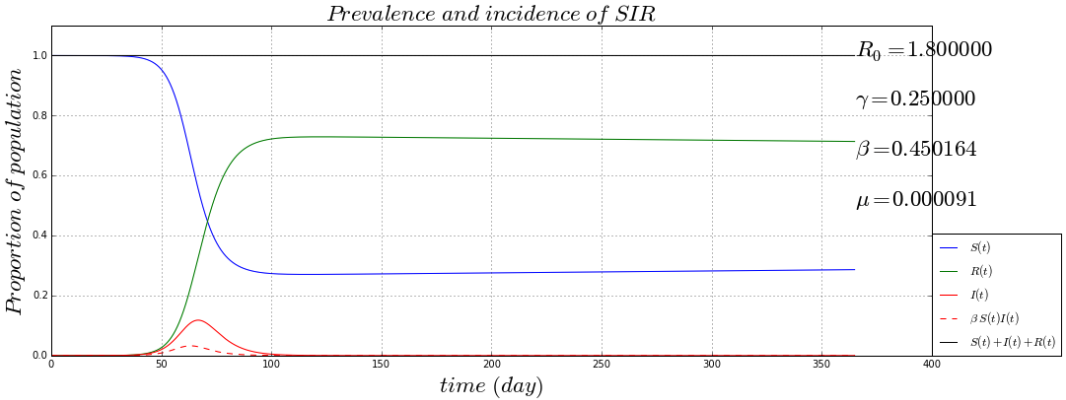 Prevalence and incidence of SIR
Proportion of population
1.0
0.8
0.6
0.4
0.2
0.0
0 50 100 150 200 250 300 350 400
time (day)
R₀ = 1.800000
γ = 0.250000
β = 0.450164
μ = 0.000091
S(t)
R(t)
I(t)
β S(t)I(t)
S(t) + I(t) + R(t)